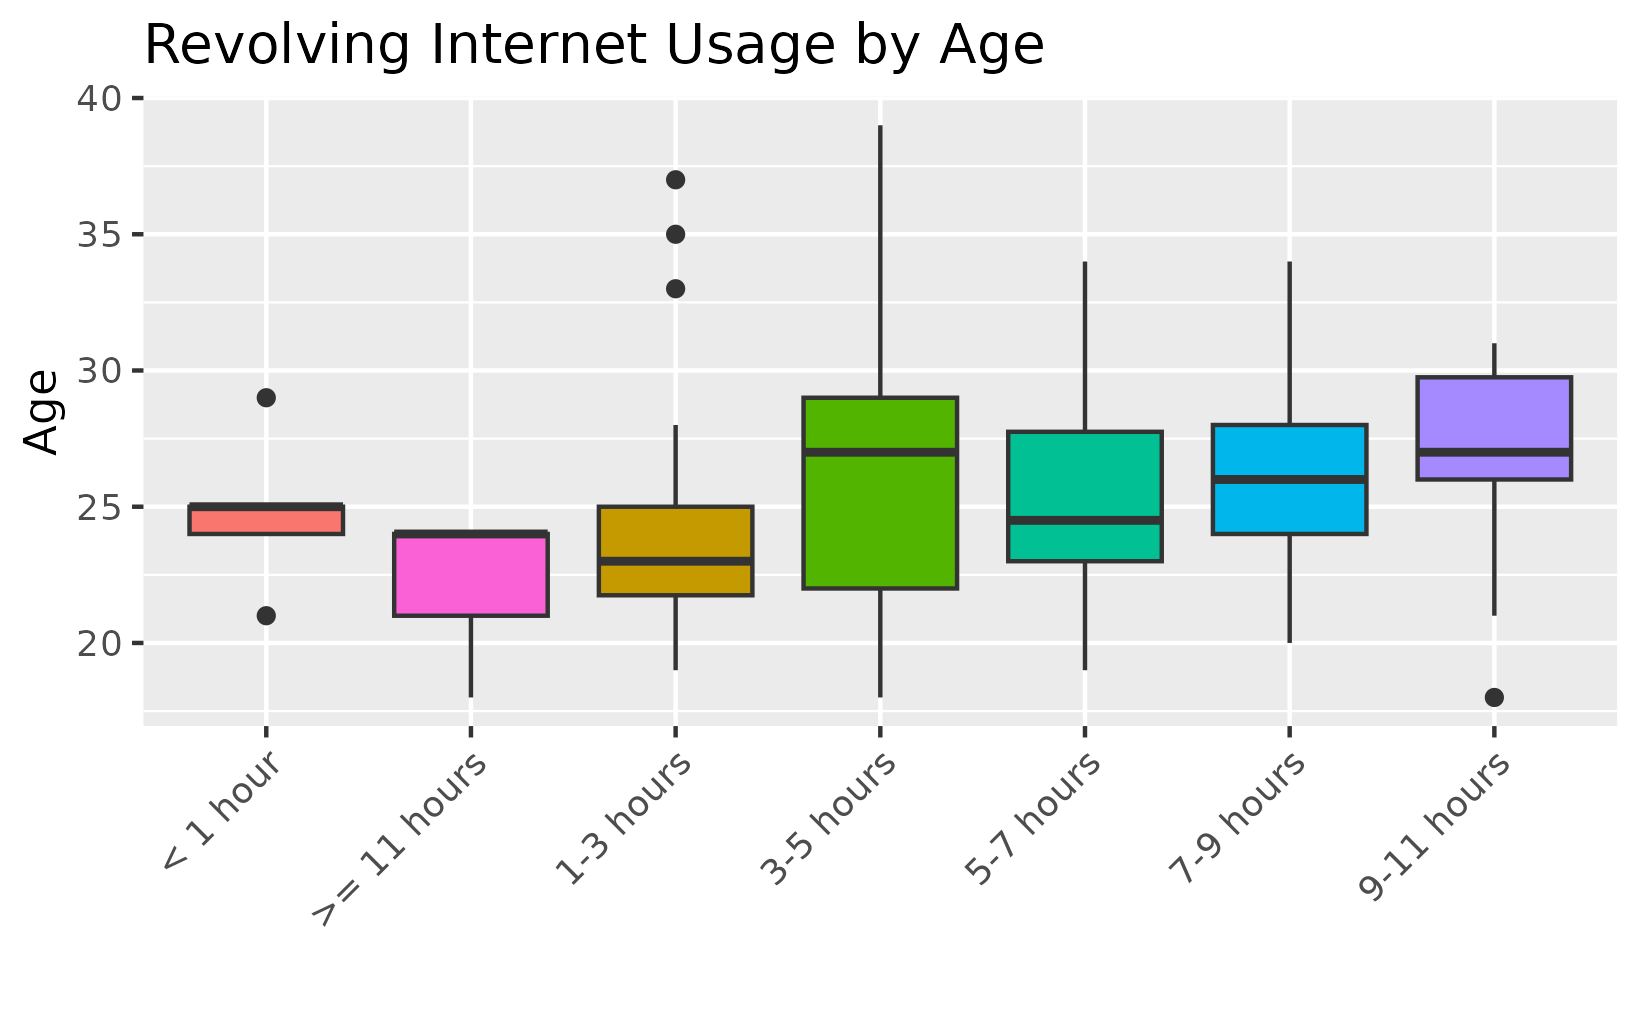 Revolving Internet Usage by Age
Age
40
35
30
25
20
< 1 hour
>= 11 hours
1-3 hours
3-5 hours
5-7 hours
7-9 hours
9-11 hours